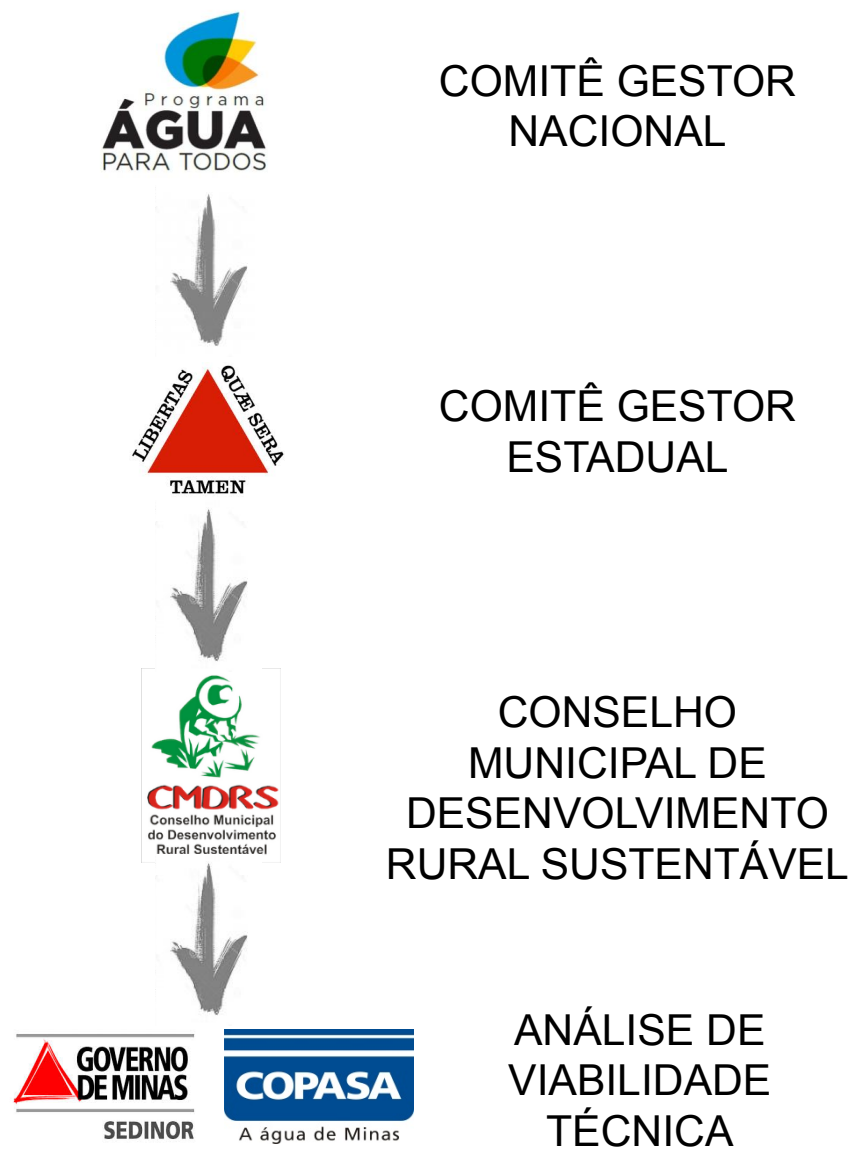 Programa
ÁGUA
PARA TODOS
COMITÊ GESTOR
NACIONAL
LIBERTAS
QUÆ SERA
TAMEN
COMITÊ GESTOR
ESTADUAL
CMDRS
Conselho Municipal
do Desenvolvimento
Rural Sustentável
CONSELHO
MUNICIPAL DE
DESENVOLVIMENTO
RURAL SUSTENTÁVEL
GOVERNO
DE MINAS
SEDINOR
COPASA
A água de Minas
ANÁLISE DE
VIABILIDADE
TÉCNICA